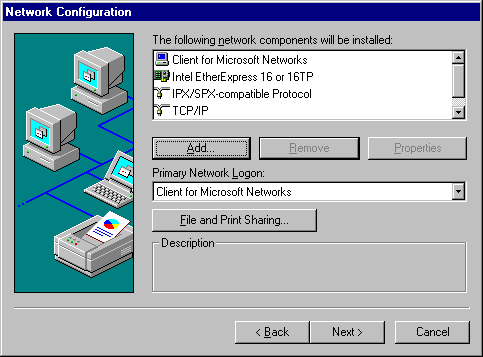 Network Configuration
The following network components will be installed:
Client for Microsoft Networks
Intel EtherExpress 16 or 16TP
IPX/SPX-compatible Protocol
TCP/IP
Add... Remove Properties
Primary Network Logon:
Client for Microsoft Networks
File and Print Sharing...
Description
< Back Next > Cancel